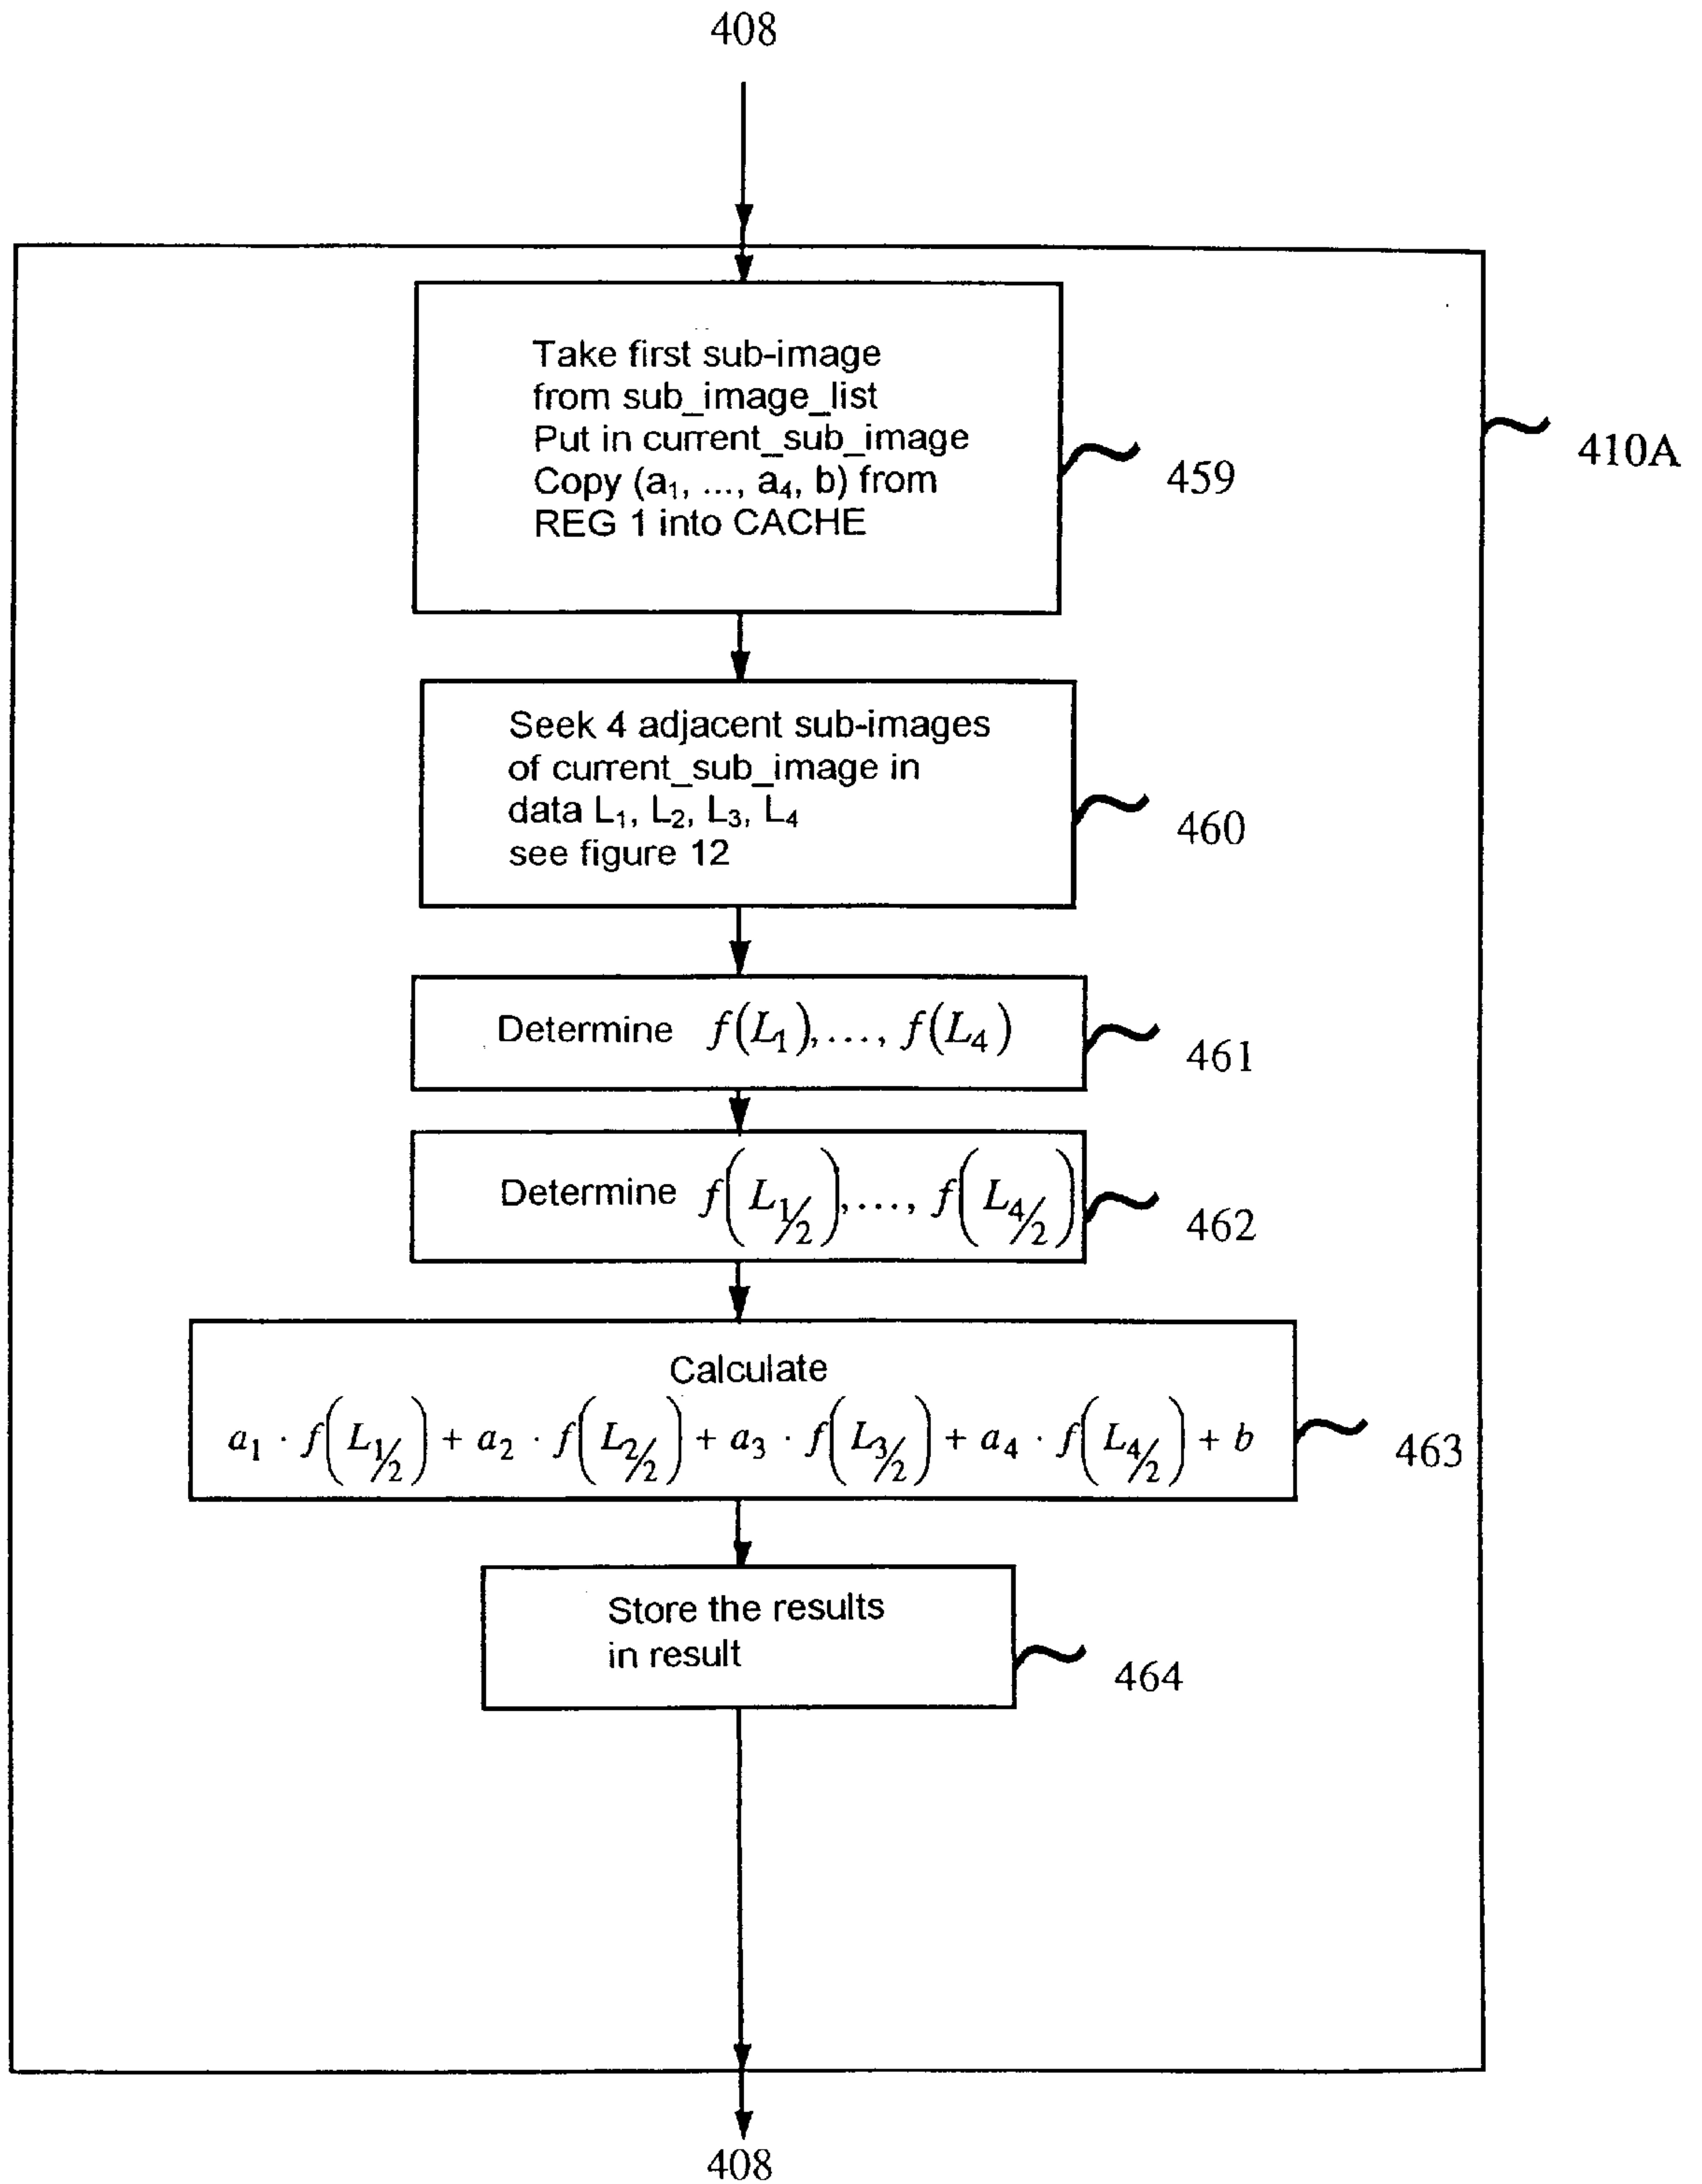 408
410A
Take first sub-image
from sub_image_list
Put in current_sub_image
Copy (a₁, ..., a₄, b) from
REG 1 into CACHE
459
Seek 4 adjacent sub-images
of current_sub_image in
data L₁, L₂, L₃, L₄
see figure 12
460
Determine f(L₁),..., f(L₄)
461
Determine f(L₁/₂),..., f(L₄/₂)
462
Calculate
a₁ · f(L₁/₂) + a₂ · f(L₂/₂) + a₃ · f(L₃/₂) + a₄ · f(L₄/₂) + b
463
Store the results
in result
464
408